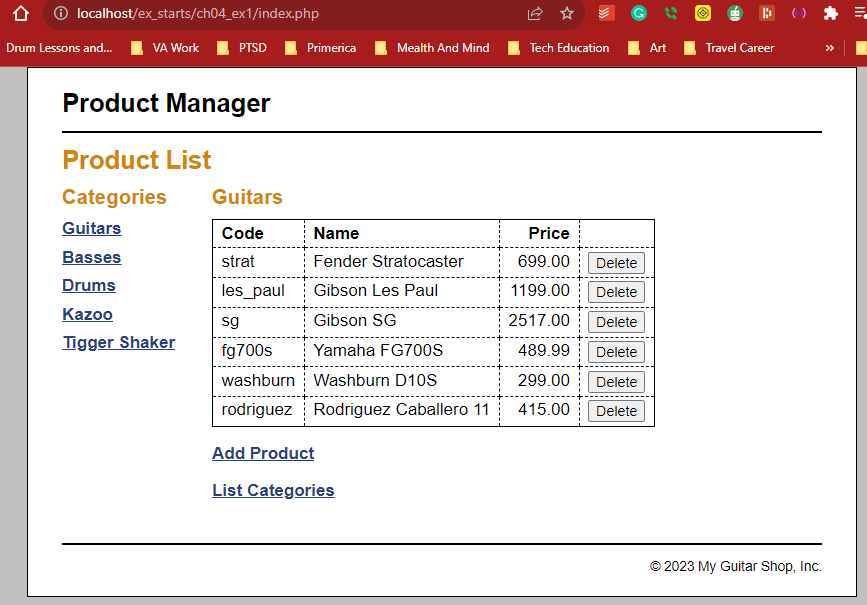 localhost/ex_starts/ch04_ex1/index.php
Drum Lessons and... VA Work PTSD Primerica Mealth And Mind Tech Education Art Travel Career »
Product Manager
Product List
Categories
Guitars
Basses
Drums
Kazoo
Tigger Shaker
Guitars
Code Name Price
strat Fender Stratocaster 699.00 Delete
les_paul Gibson Les Paul 1199.00 Delete
sg Gibson SG 2517.00 Delete
fg700s Yamaha FG700S 489.99 Delete
washburn Washburn D10S 299.00 Delete
rodriguez Rodriguez Caballero 11 415.00 Delete
Add Product
List Categories
© 2023 My Guitar Shop, Inc.